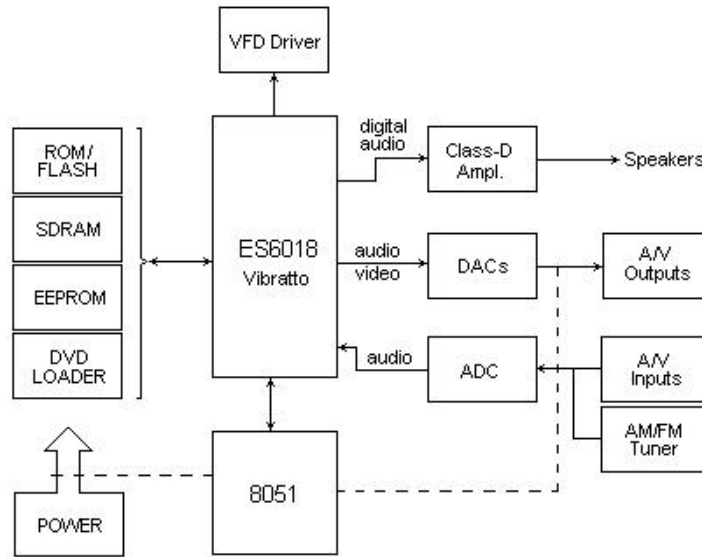 VFD Driver
ROM/
FLASH
SDRAM
EEPROM
DVD
LOADER
POWER
ES6018
Vibratto
8051
digital
audio
Class-D
Ampl.
Speakers
audio
video
DACs
A/V
Outputs
audio
ADC
A/V
Inputs
AM/FM
Tuner